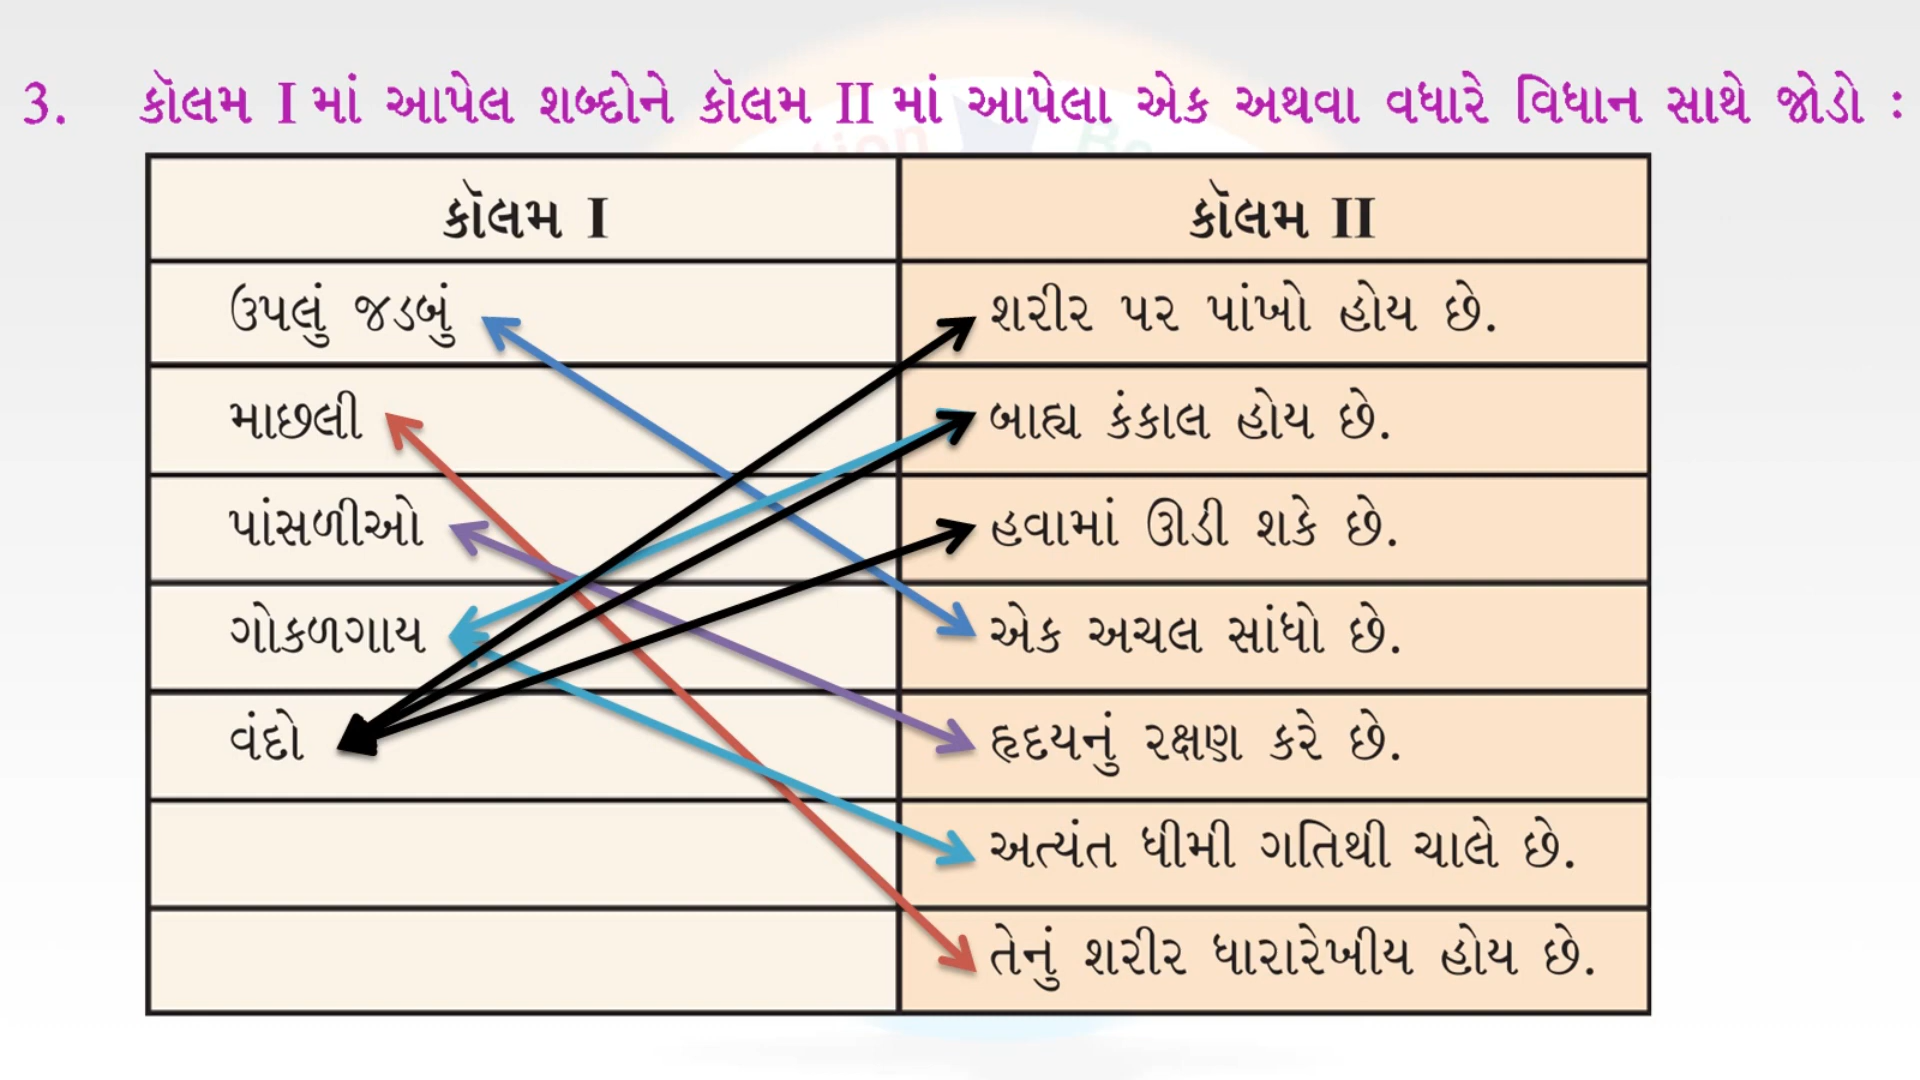 3. કૉલમ I માં આપેલ શબ્દોને કૉલમ II માં આપેલા એક અથવા વધારે વિધાન સાથે જોડો :
કૉલમ I કૉલમ II
ઉપલું જડબું શરીર પર પાંખો હોય છે.
માછલી બાહ્ય કંકાલ હોય છે.
પાંસળીઓ હવામાં ઊડી શકે છે.
ગોકળગાય એક અચલ સાંધો છે.
વંદો હૃદયનું રક્ષણ કરે છે.
અત્યંત ધીમી ગતિથી ચાલે છે.
તેનું શરીર ધારારેખીય હોય છે.